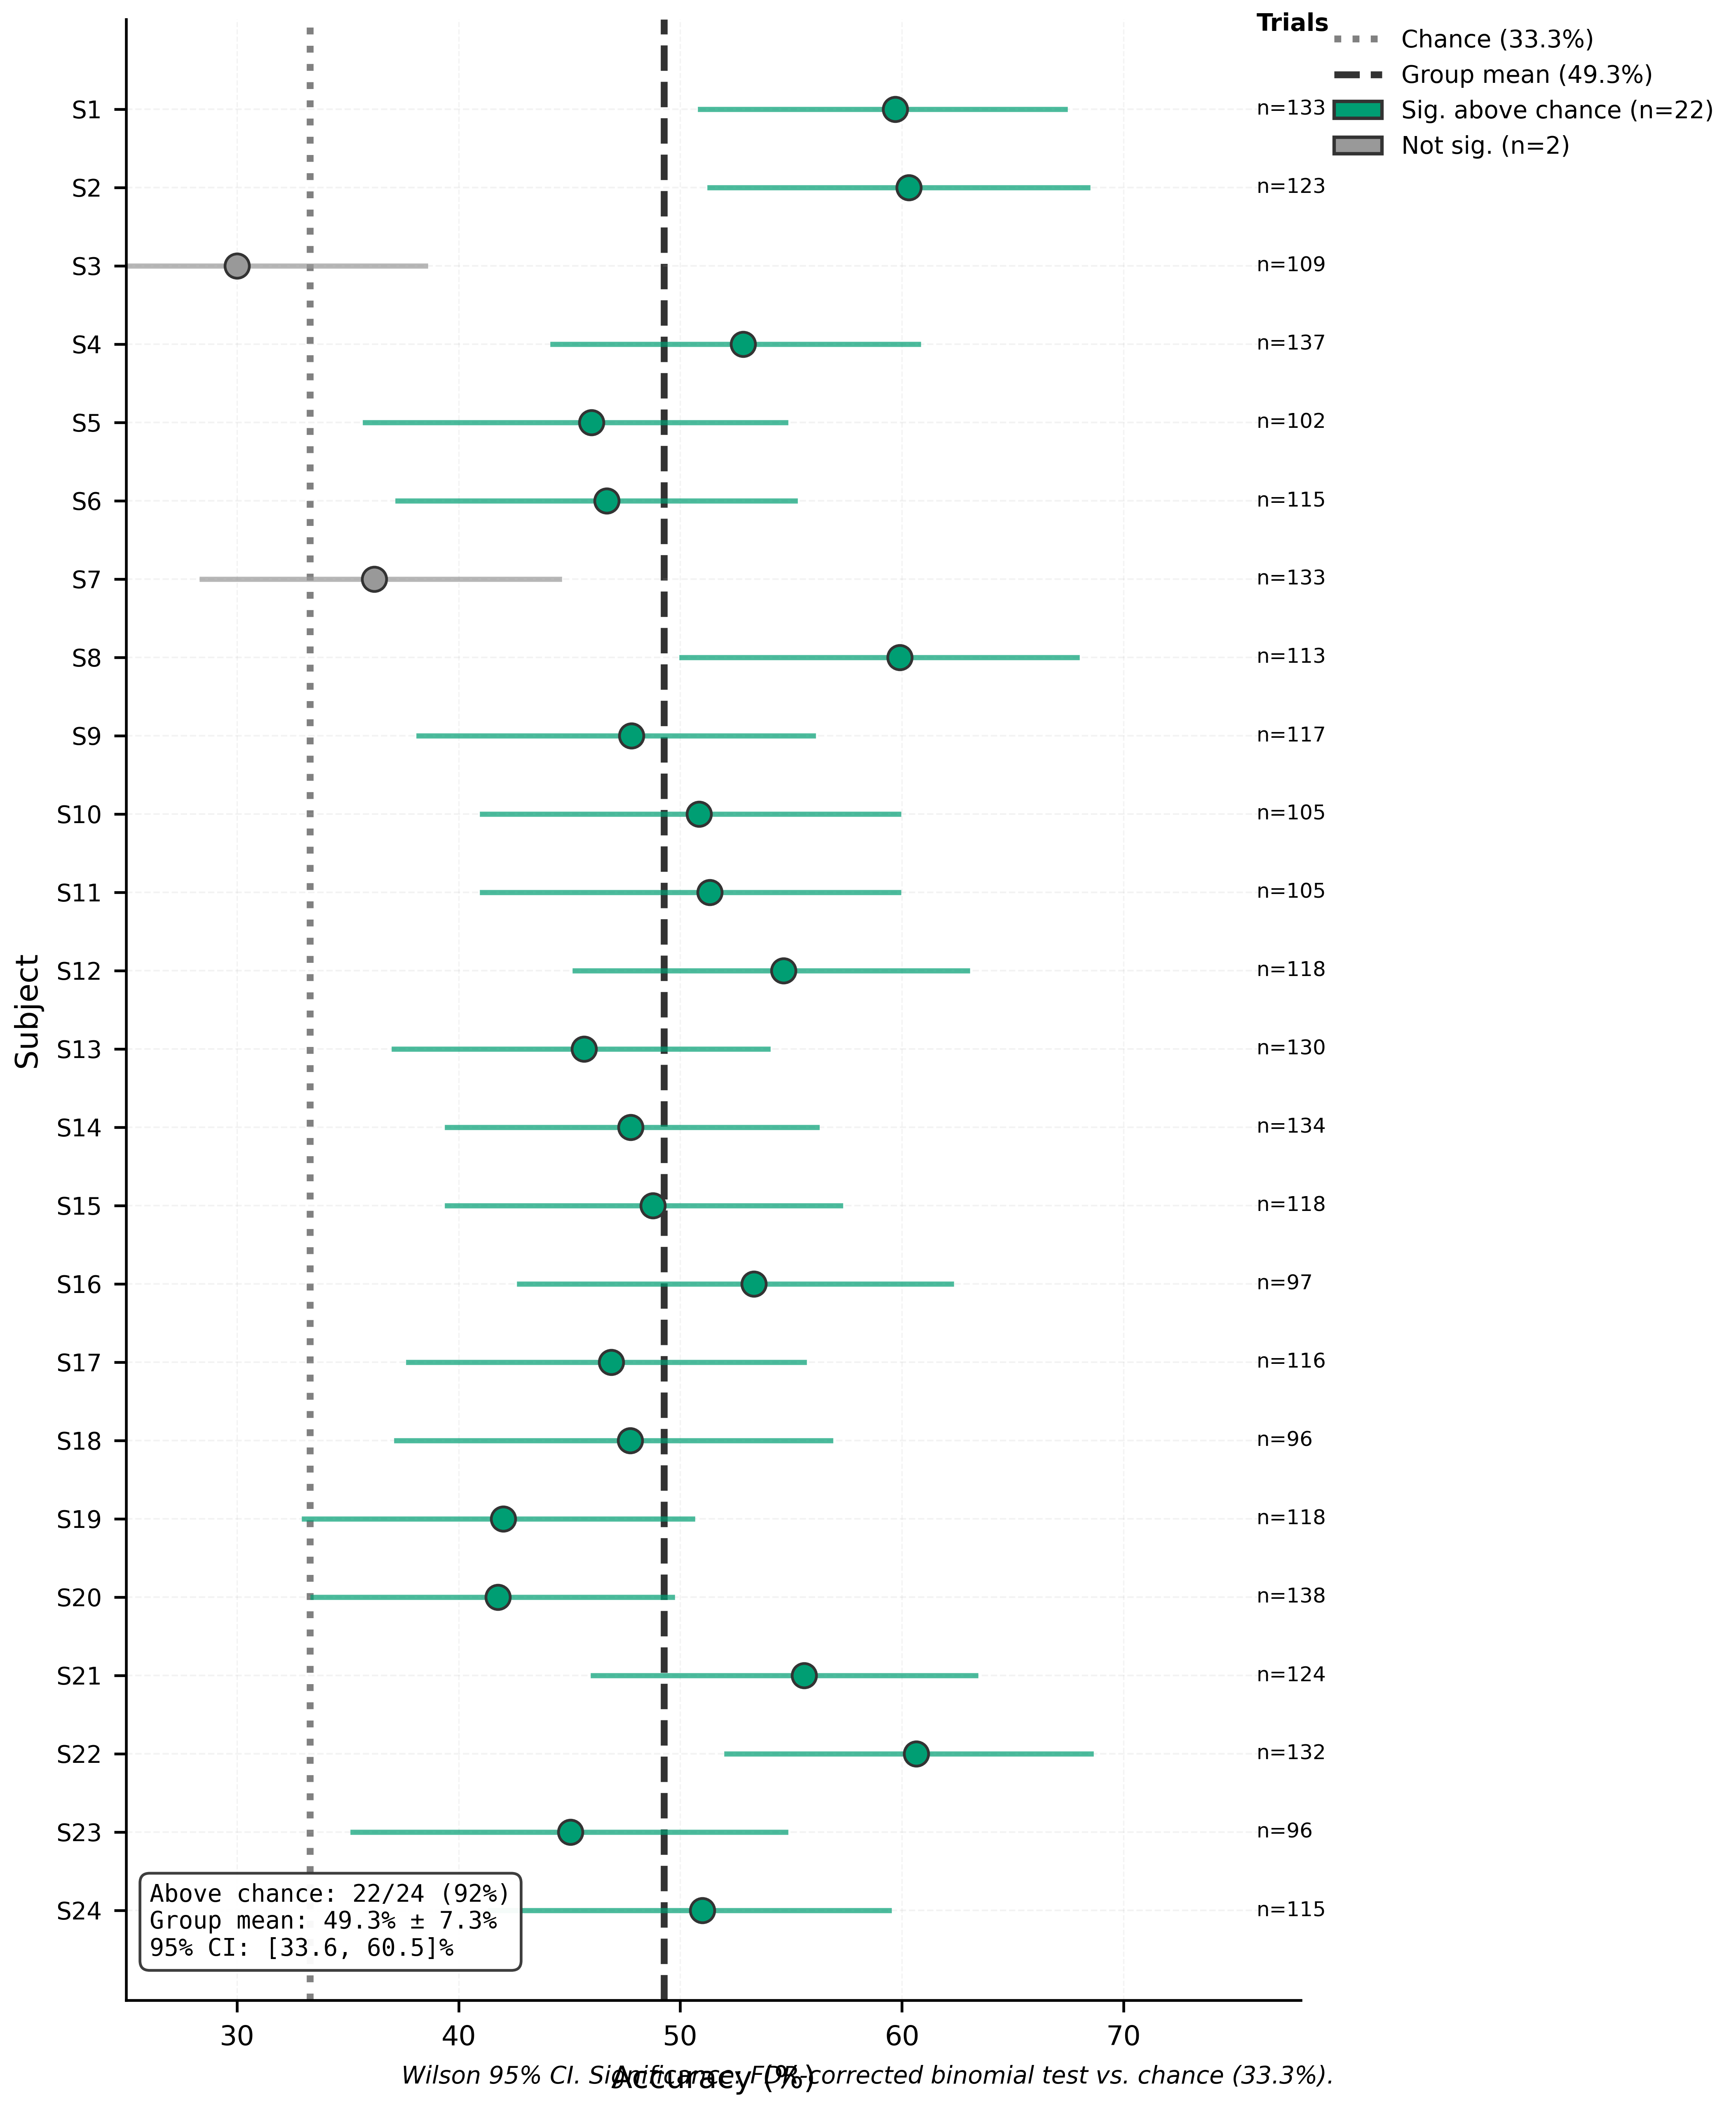 Trials
Chance (33.3%)
Group mean (49.3%)
Sig. above chance (n=22)
Not sig. (n=2)
S1 n=133
S2 n=123
S3 n=109
S4 n=137
S5 n=102
S6 n=115
S7 n=133
S8 n=113
S9 n=117
S10 n=105
S11 n=105
S12 n=118
S13 n=130
S14 n=134
S15 n=118
S16 n=97
S17 n=116
S18 n=96
S19 n=118
S20 n=138
S21 n=124
S22 n=132
S23 n=96
S24 n=115
Subject
Above chance: 22/24 (92%)
Group mean: 49.3% ± 7.3%
95% CI: [33.6, 60.5]%
30 40 50 60 70
Accuracy (%)
Wilson 95% CI. Significance: FDR-corrected binomial test vs. chance (33.3%).